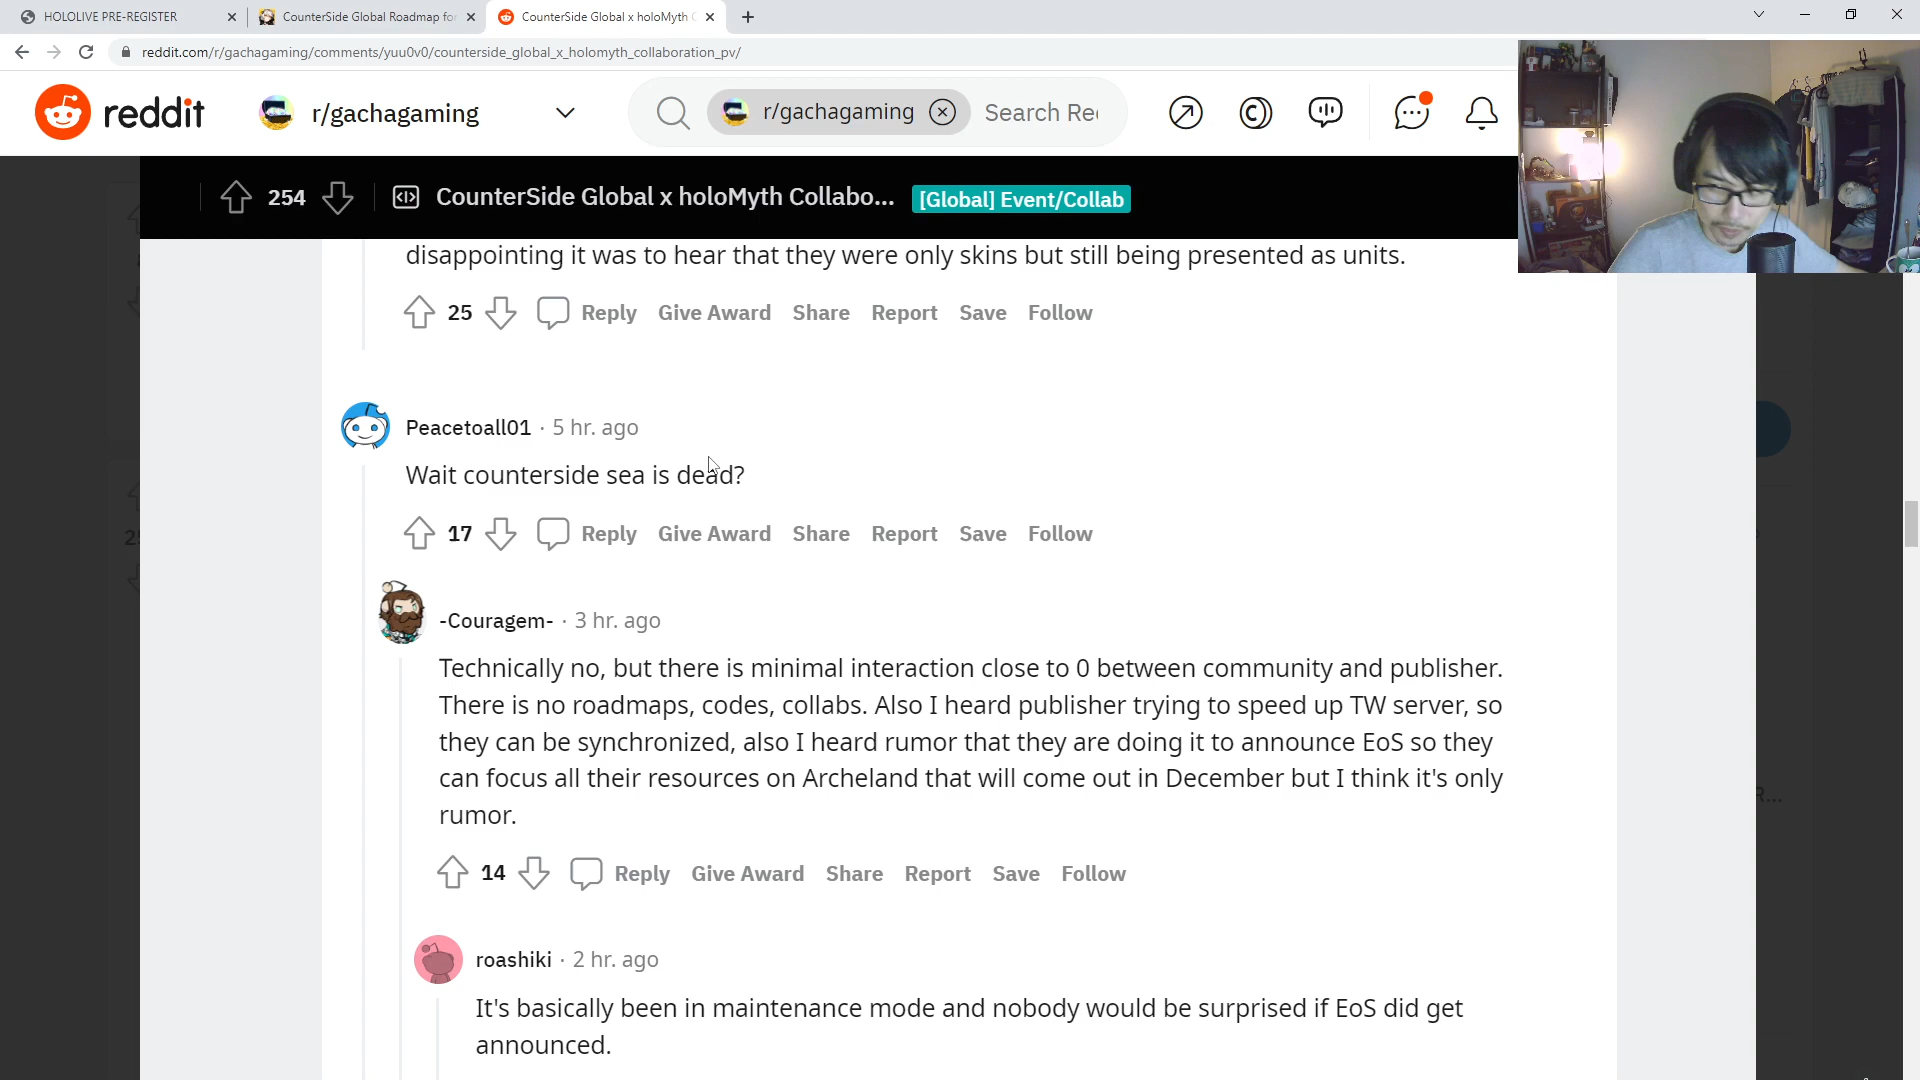 HOLOLIVE PRE-REGISTER
CounterSide Global Roadmap for
CounterSide Global x holoMyth C
reddit.com/r/gachagaming/comments/yuu0v0/counterside_global_x_holomyth_collaboration_pv/
reddit
r/gachagaming
r/gachagaming
Search Re
254
CounterSide Global x holoMyth Collabo...
[Global] Event/Collab
disappointing it was to hear that they were only skins but still being presented as units.
25 Reply Give Award Share Report Save Follow
Peacetoall01 · 5 hr. ago
Wait counterside sea is dead?
17 Reply Give Award Share Report Save Follow
-Couragem- · 3 hr. ago
Technically no, but there is minimal interaction close to 0 between community and publisher.
There is no roadmaps, codes, collabs. Also I heard publisher trying to speed up TW server, so
they can be synchronized, also I heard rumor that they are doing it to announce EoS so they
can focus all their resources on Archeland that will come out in December but I think it's only
rumor.
14 Reply Give Award Share Report Save Follow
roashiki · 2 hr. ago
It's basically been in maintenance mode and nobody would be surprised if EoS did get
announced.